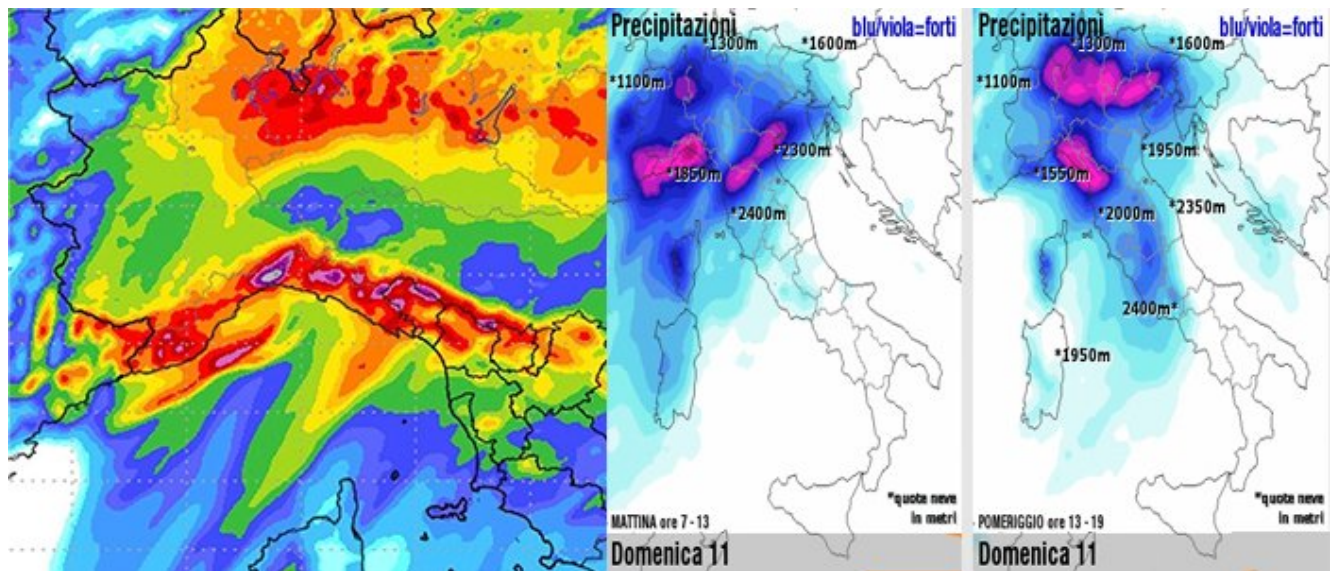 Precipitazioni
blu/viola=forti
*1300m
*1600m
*1100m
*2300m
*1850m
*2400m
*quote neve
in metri
MATTINA ore 7 - 13
Domenica 11
Precipitazioni
blu/viola=forti
*1300m
*1600m
*1100m
*1950m
*1550m
*2000m
*2350m
2400m*
*1950m
*quote neve
in metri
POMERIGGIO ore 13 - 19
Domenica 11